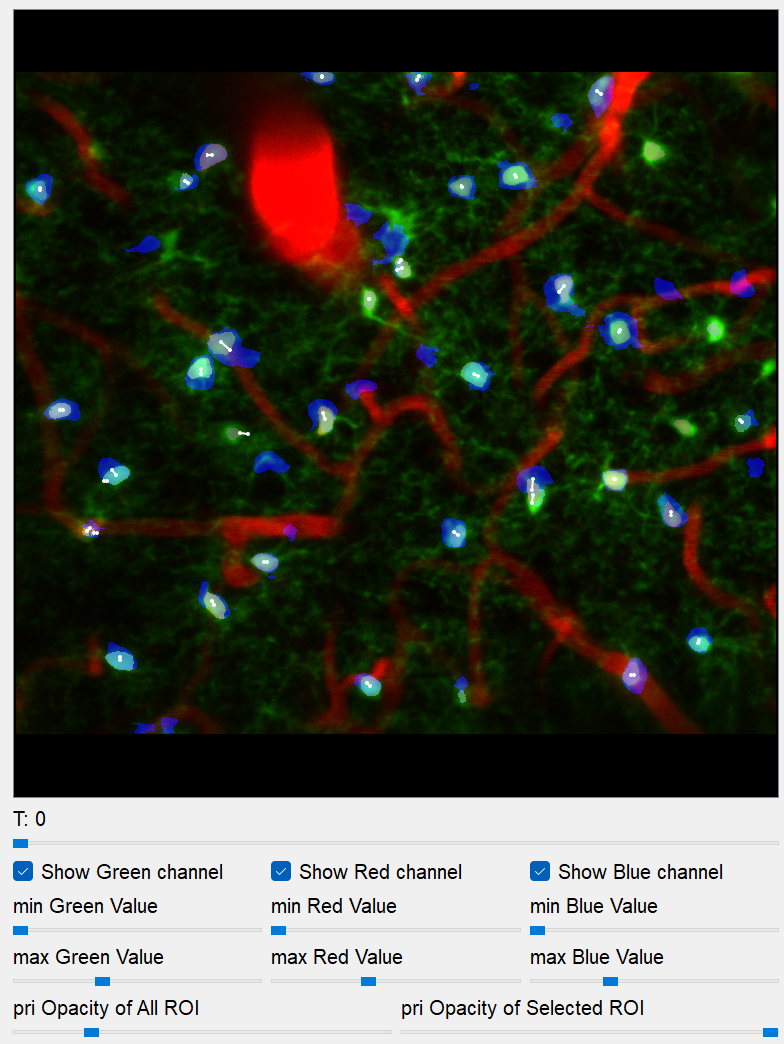 T: 0
Show Green channel Show Red channel Show Blue channel
min Green Value min Red Value min Blue Value
max Green Value max Red Value max Blue Value
pri Opacity of All ROI pri Opacity of Selected ROI